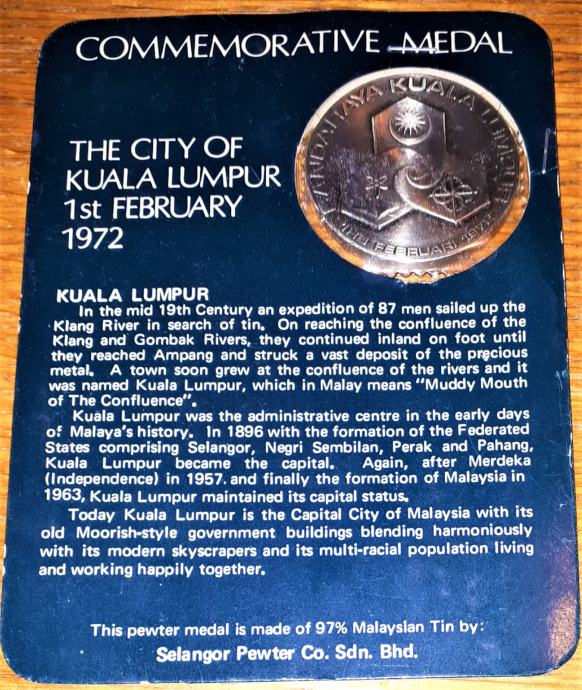 COMMEMORATIVE MEDAL
BANDARAYA KUALA LUMPUR
1HB FEBRUARI 1972
THE CITY OF
KUALA LUMPUR
1st FEBRUARY
1972
KUALA LUMPUR
In the mid 19th Century an expedition of 87 men sailed up the
Klang River in search of tin. On reaching the confluence of the
Klang and Gombak Rivers, they continued inland on foot until
they reached Ampang and struck a vast deposit of the precious
metal. A town soon grew at the confluence of the rivers and it
was named Kuala Lumpur, which in Malay means "Muddy Mouth
of The Confluence".
Kuala Lumpur was the administrative centre in the early days
of Malaya's history. In 1896 with the formation of the Federated
States comprising Selangor, Negri Sembilan, Perak and Pahang,
Kuala Lumpur became the capital. Again, after Merdeka
(Independence) in 1957. and finally the formation of Malaysia in
1963, Kuala Lumpur maintained its capital status.
Today Kuala Lumpur is the Capital City of Malaysia with its
old Moorish-style government buildings blending harmoniously
with its modern skyscrapers and its multi-racial population living
and working happily together.
This pewter medal is made of 97% Malaysian Tin by:
Selangor Pewter Co. Sdn. Bhd.